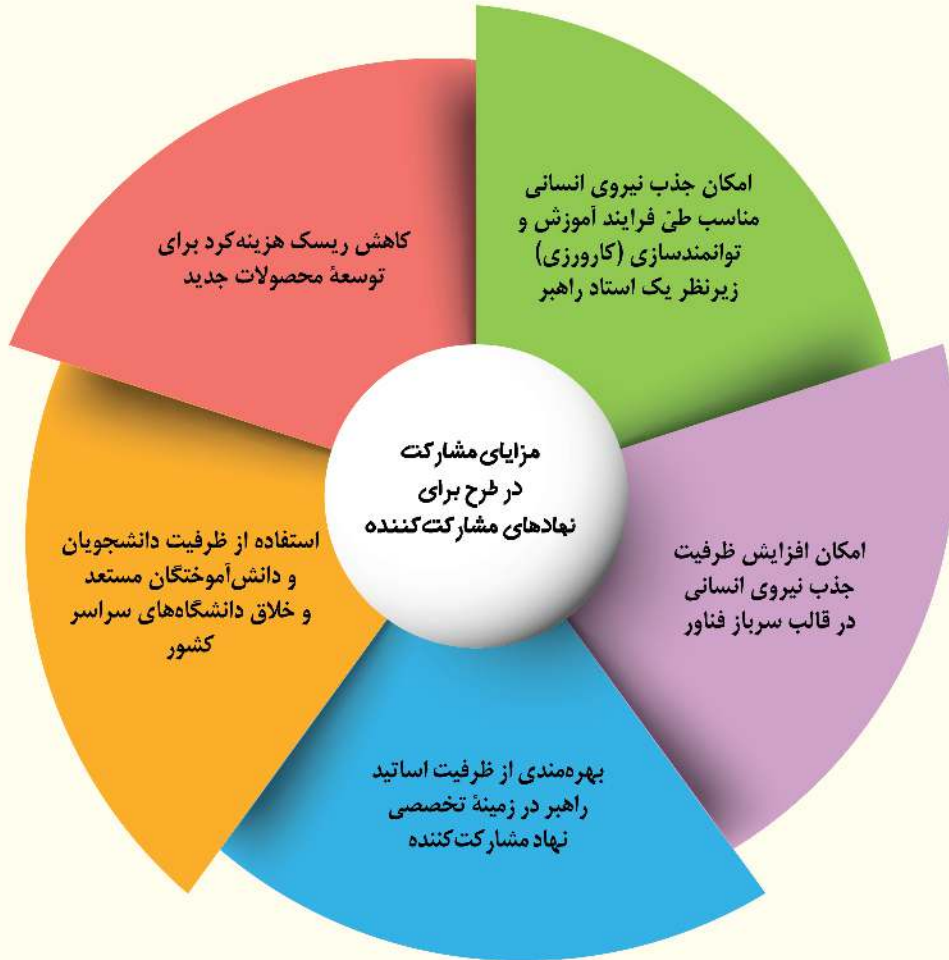 مزایای مشارکت
در طرح برای
نهادهای مشارکت‌کننده
امکان جذب نیروی انسانی
مناسب طیّ فرایند آموزش و
توانمندسازی (کارورزی)
زیرنظر یک استاد راهبر
امکان افزایش ظرفیت
جذب نیروی انسانی
در قالب سرباز فناور
بهره‌مندی از ظرفیت اساتید
راهبر در زمینهٔ تخصصی
نهاد مشارکت‌کننده
استفاده از ظرفیت دانشجویان
و دانش‌آموختگان مستعد
و خلاق دانشگاه‌های سراسر
کشور
کاهش ریسک هزینه‌کرد برای
توسعهٔ محصولات جدید